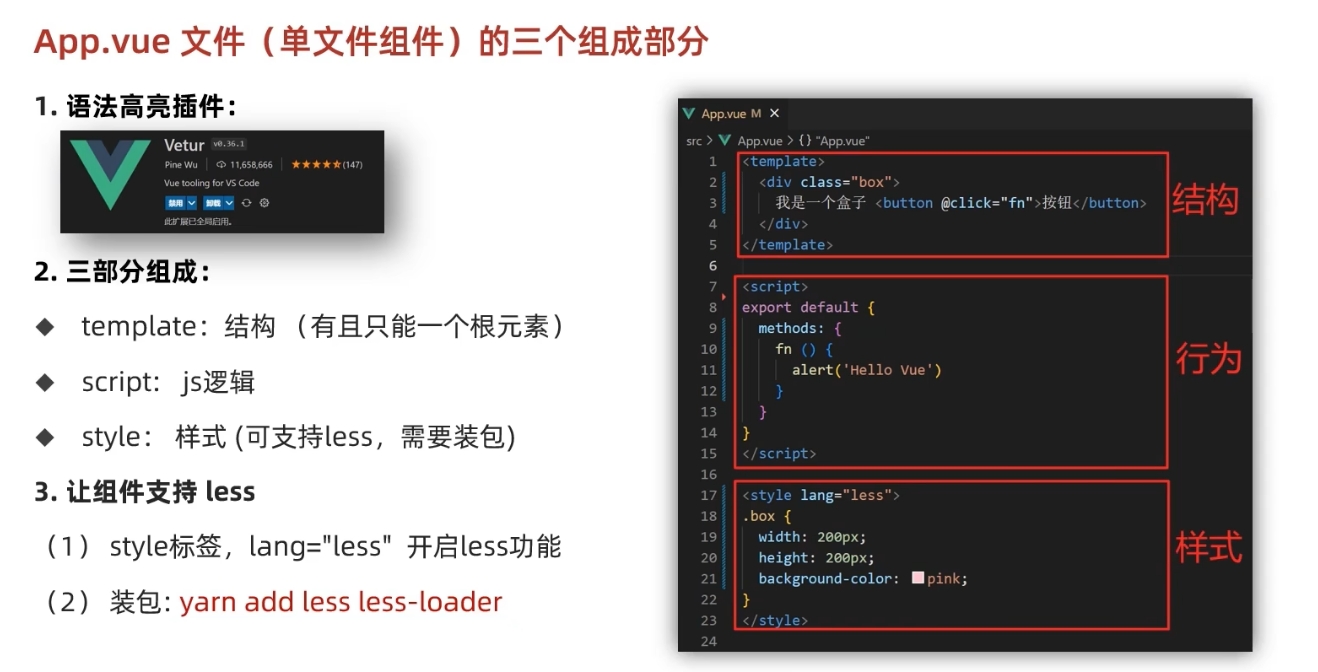 App.vue 文件（单文件组件）的三个组成部分
1. 语法高亮插件：
Vetur v0.36.1
Pine Wu 11,658,666 (147)
Vue tooling for VS Code
禁用 卸载
此扩展已全局启用。
2. 三部分组成：
template：结构 （有且只能一个根元素）
script： js逻辑
style： 样式 (可支持less，需要装包)
3. 让组件支持 less
（1） style标签，lang="less" 开启less功能
（2） 装包: yarn add less less-loader
App.vue M ✕
src > App.vue > {} "App.vue"
1 <template>
2 <div class="box">
3 我是一个盒子 <button @click="fn">按钮</button>
4 </div>
5 </template>
6
7 <script>
8 export default {
9 methods: {
10 fn () {
11 alert('Hello Vue')
12 }
13 }
14 }
15 </script>
16
17 <style lang="less">
18 .box {
19 width: 200px;
20 height: 200px;
21 background-color: pink;
22 }
23 </style>
24
结构
行为
样式